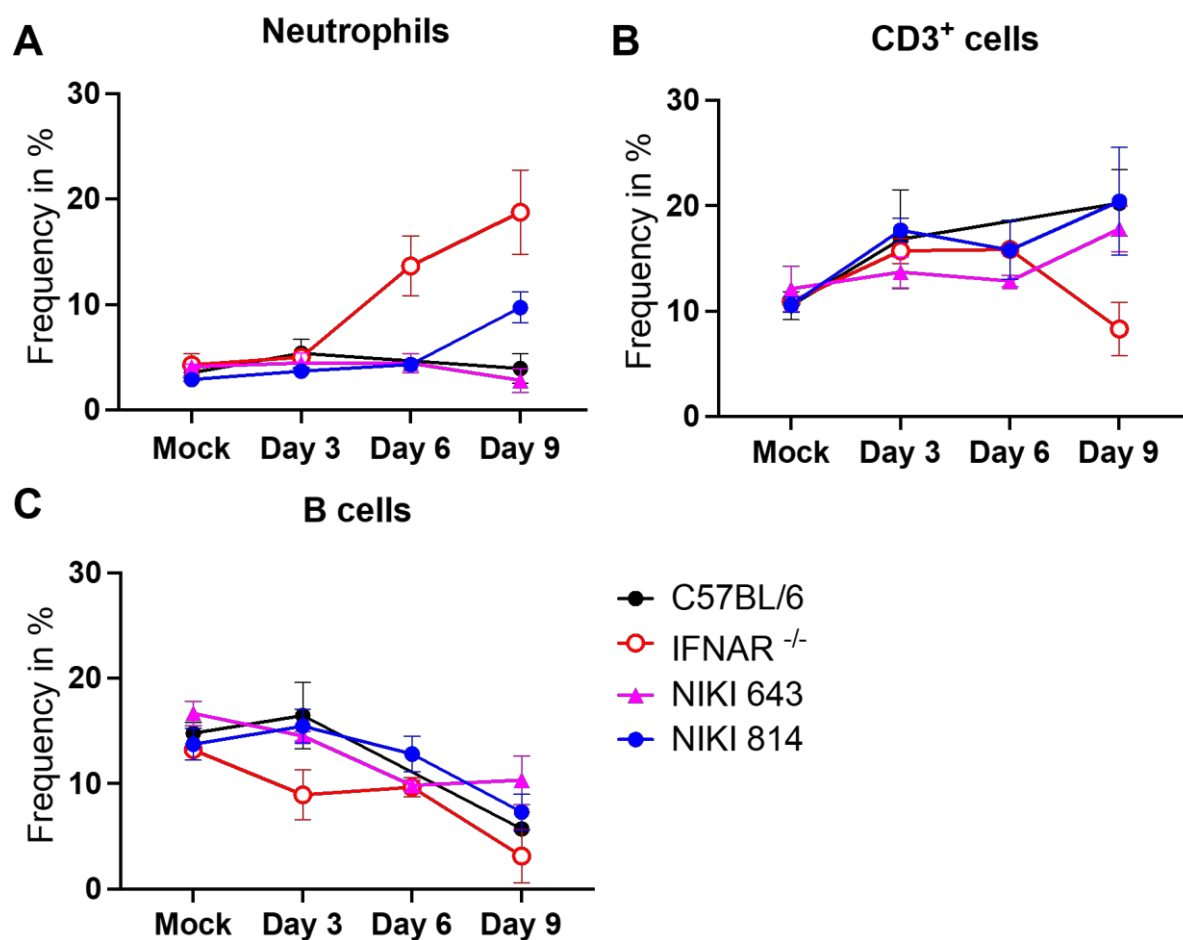 A
Neutrophils
Frequency in %
30
20
10
0
Mock Day 3 Day 6 Day 9
B
CD3⁺ cells
Frequency in %
30
20
10
0
Mock Day 3 Day 6 Day 9
C
B cells
Frequency in %
30
20
10
0
Mock Day 3 Day 6 Day 9
C57BL/6
IFNAR ⁻/⁻
NIKI 643
NIKI 814